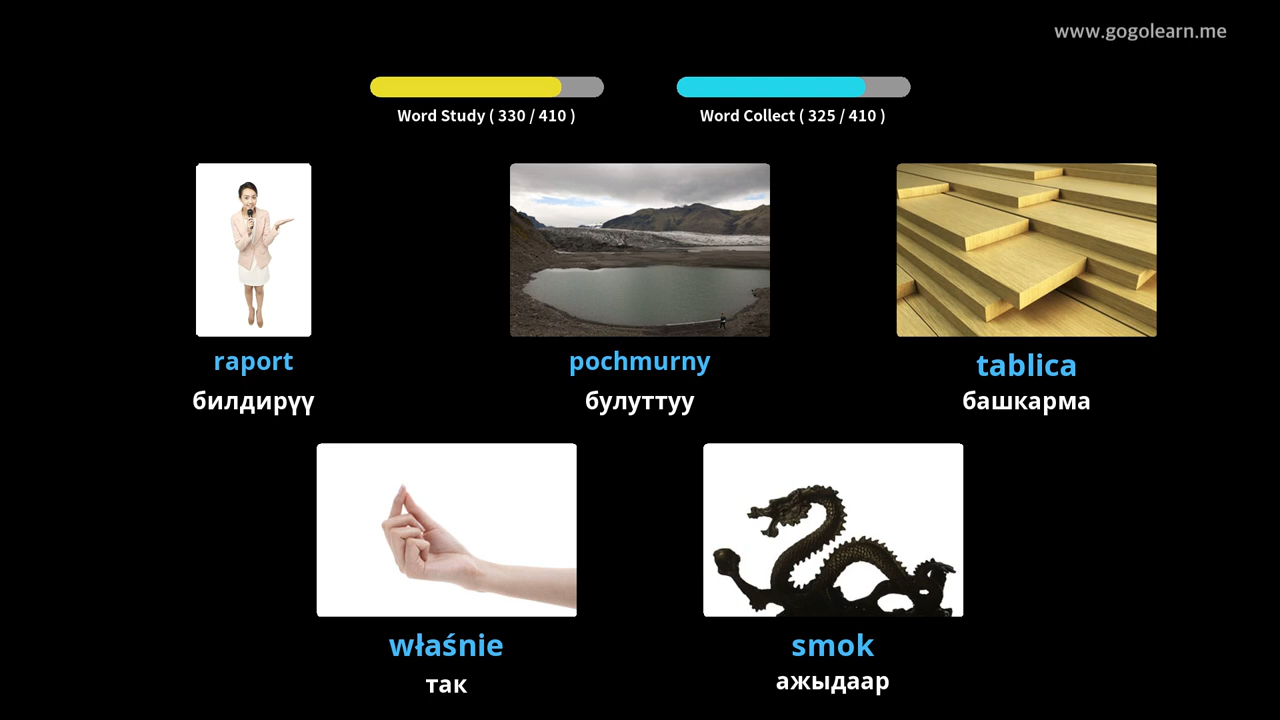 www.gogolearn.me
Word Study ( 330 / 410 )
Word Collect ( 325 / 410 )
raport
билдирүү
pochmurny
булуттуу
tablica
башкарма
właśnie
так
smok
ажыдаар